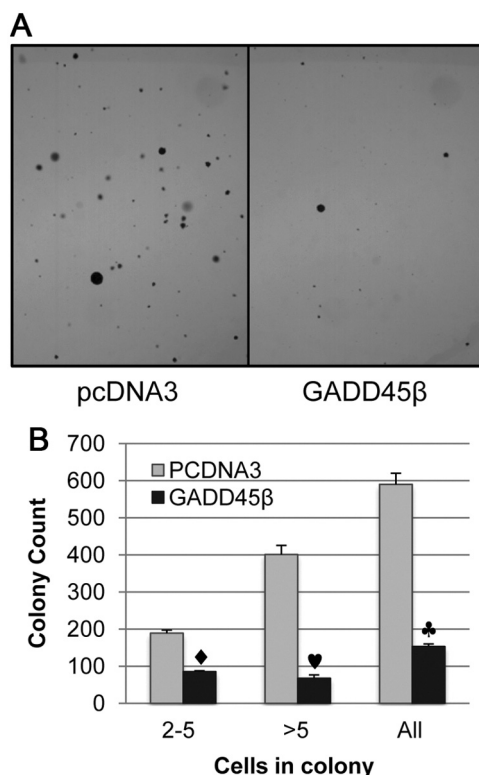 A
pcDNA3 GADD45β
B
700
600
500
400
300
200
100
0
Colony Count
PCDNA3
GADD45β
♦
♥
♣
2-5 >5 All
Cells in colony